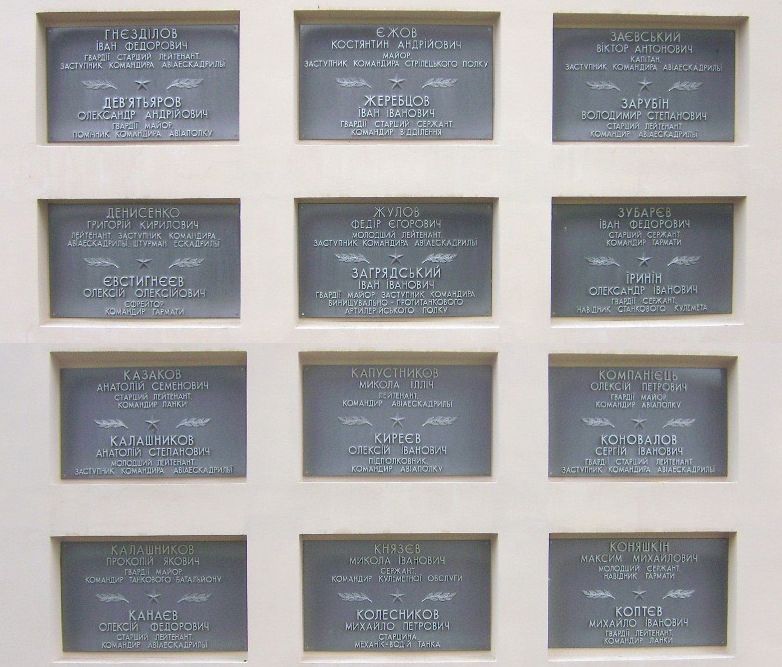 ГНЄЗДІЛОВ
ІВАН ФЕДОРОВИЧ
ГВАРДІЇ СТАРШИЙ ЛЕЙТЕНАНТ
ЗАСТУПНИК КОМАНДИРА АВІАЕСКАДРИЛЬЇ
ДЕВ'ЯТЬЯРОВ
ОЛЕКСАНДР АНДРІЙОВИЧ
ГВАРДІЇ МАЙОР
ПОМІЧНИК КОМАНДИРА АВІАПОЛКУ
ЄЖОВ
КОСТЯНТИН АНДРІЙОВИЧ
МАЙОР
ЗАСТУПНИК КОМАНДИРА СТРІЛЕЦЬКОГО ПОЛКУ
ЖЕРЕБЦОВ
ІВАН ІВАНОВИЧ
ГВАРДІЇ СТАРШИЙ СЕРЖАНТ,
КОМАНДИР ВІДДІЛЕННЯ
ЗАЄВСЬКИЙ
ВІКТОР АНТОНОВИЧ
КАПІТАН,
ЗАСТУПНИК КОМАНДИРА АВІАЕСКАДРИЛЬЇ
ЗАРУБІН
ВОЛОДИМИР СТЕПАНОВИЧ
СТАРШИЙ ЛЕЙТЕНАНТ,
КОМАНДИР АВІАЕСКАДРИЛЬЇ
ДЕНИСЕНКО
ГРИГОРІЙ КИРИЛОВИЧ
ЛЕЙТЕНАНТ ЗАСТУПНИК КОМАНДИРА
АВІАЕСКАДРИЛЬЇ ШТУРМАН ЕСКАДРИЛЬЇ
ЄВСТИГНЄЄВ
ОЛЕКСІЙ ОЛЕКСІЙОВИЧ
ЄФРЕЙТОР
КОМАНДИР ГАРМАТИ
ЖУЛОВ
ФЕДІР ЄГОРОВИЧ
МОЛОДШИЙ ЛЕЙТЕНАНТ,
ЗАСТУПНИК КОМАНДИРА АВІАЕСКАДРИЛЬЇ
ЗАГРЯДСЬКИЙ
ІВАН ІВАНОВИЧ
ГВАРДІЇ МАЙОР ЗАСТУПНИК КОМАНДИРА
ВИНИЩУВАЛЬНО-ПРОТИТАНКОВОГО
АРТИЛЕРІЙСЬКОГО ПОЛКУ
ЗУБАРЄВ
ІВАН ФЕДОРОВИЧ
СТАРШИЙ СЕРЖАНТ
КОМАНДИР ГАРМАТИ
ІРИНІН
ОЛЕКСАНДР ІВАНОВИЧ
ГВАРДІЇ СЕРЖАНТ,
НАВІДНИК СТАНКОВОГО КУЛЕМЕТА
КАЗАКОВ
АНАТОЛІЙ СЕМЕНОВИЧ
СТАРШИЙ ЛЕЙТЕНАНТ,
КОМАНДИР ЛАНКИ
КАЛАШНИКОВ
АНАТОЛІЙ СТЕПАНОВИЧ
МОЛОДШИЙ ЛЕЙТЕНАНТ
ЗАСТУПНИК КОМАНДИРА АВІАЕСКАДРИЛЬЇ
КАПУСТНИКОВ
МИКОЛА ІЛЛІЧ
ЛЕЙТЕНАНТ,
КОМАНДИР АВІАЕСКАДРИЛЬЇ
КИРЕЄВ
ОЛЕКСІЙ ІВАНОВИЧ
ПІДПОЛКОВНИК,
КОМАНДИР АВІАПОЛКУ
КОМПАНІЄЦЬ
ОЛЕКСІЙ ПЕТРОВИЧ
ГВАРДІЇ МАЙОР
КОМАНДИР АВІАПОЛКУ
КОНОВАЛОВ
СЕРГІЙ ІВАНОВИЧ
ГВАРДІЇ СТАРШИЙ ЛЕЙТЕНАНТ
ЗАСТУПНИК КОМАНДИРА АВІАЕСКАДРИЛЬЇ
КАЛАШНИКОВ
ПРОКОПІЙ ЯКОВИЧ
ГВАРДІЇ МАЙОР
КОМАНДИР ТАНКОВОГО БАТАЛЬЙОНУ
КАНАЄВ
ОЛЕКСІЙ ФЕДОРОВИЧ
СТАРШИЙ ЛЕЙТЕНАНТ
КОМАНДИР АВІАЕСКАДРИЛЬЇ
КНЯЗЄВ
МИКОЛА ІВАНОВИЧ
СЕРЖАНТ,
КОМАНДИР КУЛЕМЕТНОЇ ОБСЛУГИ
КОЛЕСНИКОВ
МИХАЙЛО ПЕТРОВИЧ
СТАРШИНА,
МЕХАНІК-ВОДІЙ ТАНКА
КОНЯШКІН
МАКСИМ МИХАЙЛОВИЧ
МОЛОДШИЙ СЕРЖАНТ,
НАВІДНИК ГАРМАТИ
КОПТЄВ
МИХАЙЛО ІВАНОВИЧ
ГВАРДІЇ ЛЕЙТЕНАНТ,
КОМАНДИР ЛАНКИ